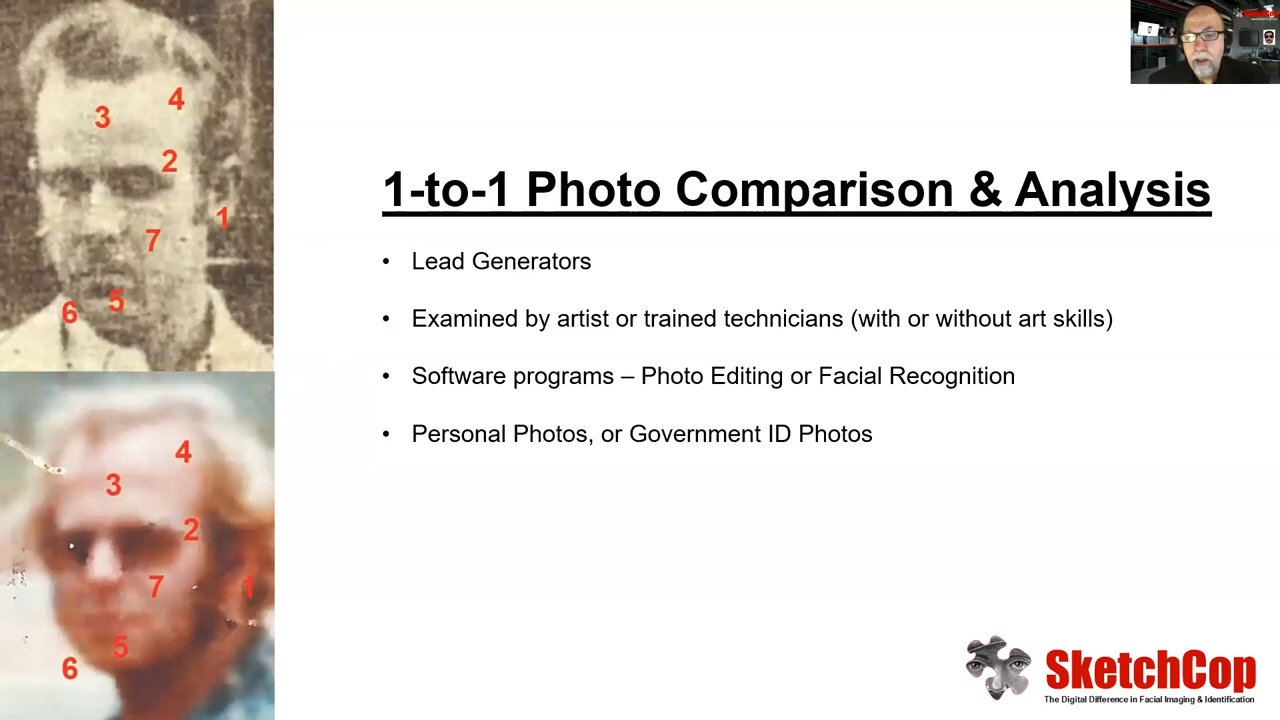 4
3
2
1
7
5
6
4
3
2
7
1
5
6
1-to-1 Photo Comparison & Analysis
• Lead Generators
• Examined by artist or trained technicians (with or without art skills)
• Software programs – Photo Editing or Facial Recognition
• Personal Photos, or Government ID Photos
SketchCop
The Digital Difference in Facial Imaging & Identification
SketchCop